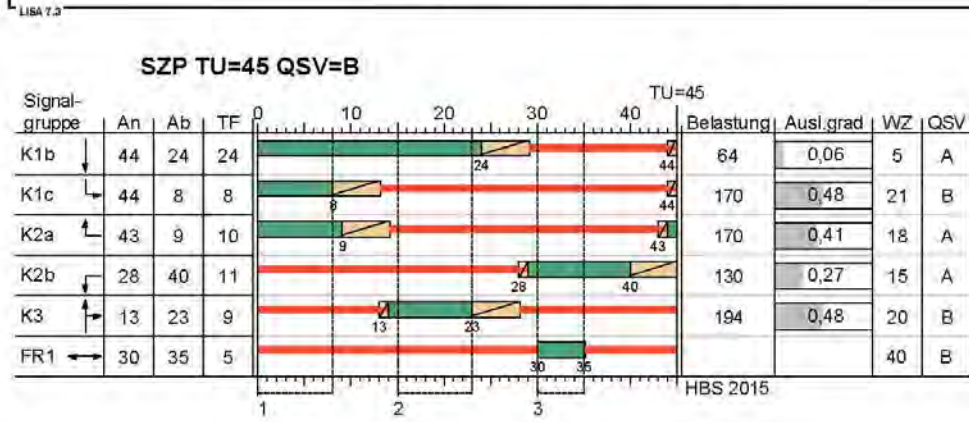 LISA 7.3
SZP TU=45 QSV=B
TU=45
Signal-
gruppe An Ab TF 0 10 20 30 40 Belastung Ausl.grad WZ QSV
K1b 44 24 24 24 44 64 0,06 5 A
K1c 44 8 8 8 44 170 0,48 21 B
K2a 43 9 10 9 43 170 0,41 18 A
K2b 28 40 11 28 40 130 0,27 15 A
K3 13 23 9 13 23 194 0,48 20 B
FR1 30 35 5 30 35 40 B
HBS 2015
1 2 3